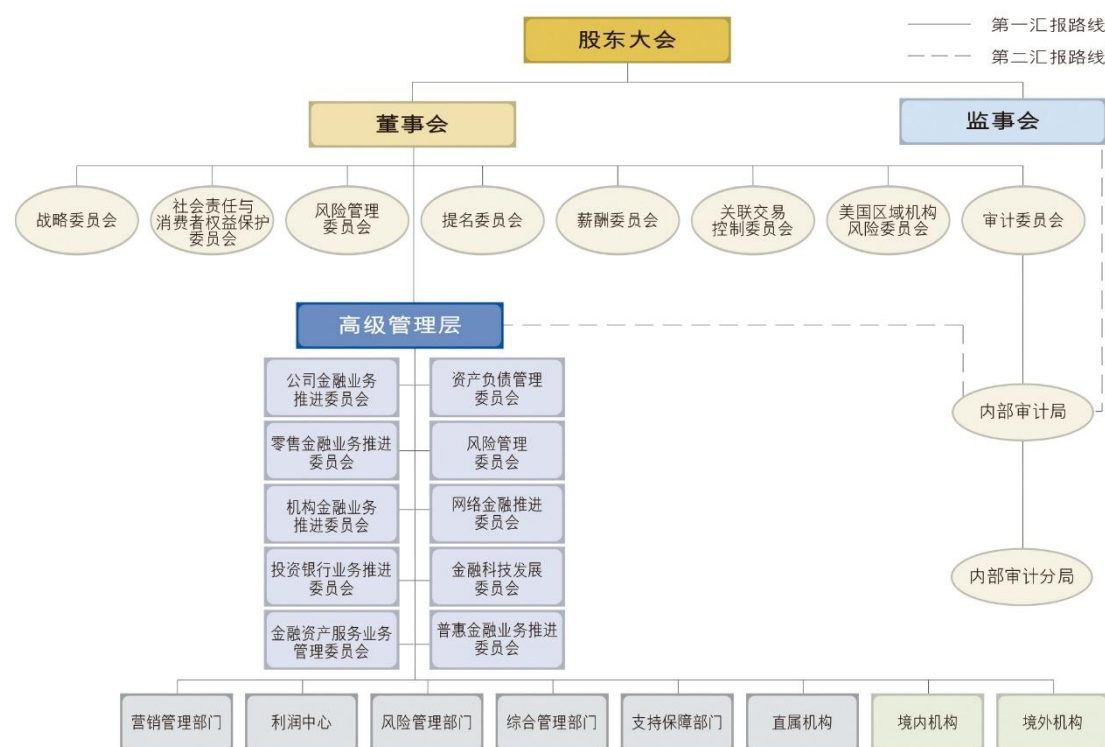 股东大会
第一汇报路线
第二汇报路线
董事会
监事会
战略委员会
社会责任与
消费者权益保护
委员会
风险管理
委员会
提名委员会
薪酬委员会
关联交易
控制委员会
美国区域机构
风险委员会
审计委员会
高级管理层
公司金融业务
推进委员会
资产负债管理
委员会
零售金融业务推进
委员会
风险管理
委员会
机构金融业务
推进委员会
网络金融推进
委员会
投资银行业务推进
委员会
金融科技发展
委员会
金融资产服务业务
管理委员会
普惠金融业务推进
委员会
内部审计局
内部审计分局
营销管理部门
利润中心
风险管理部门
综合管理部门
支持保障部门
直属机构
境内机构
境外机构